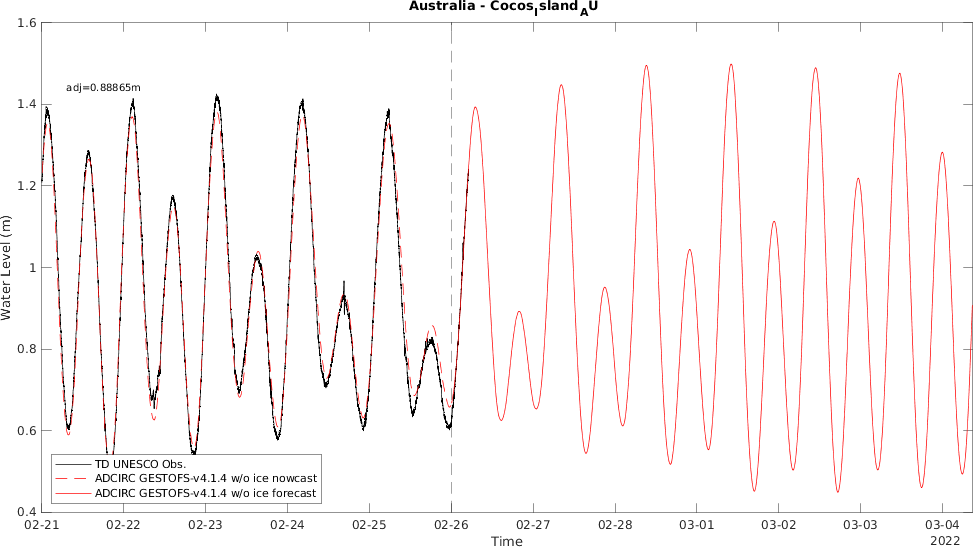 Australia - Cocos_Island_AU
1.6
adj=0.88865m
1.4
1.2
1
0.8
0.6
0.4
Water Level (m)
TD UNESCO Obs.
ADCIRC GESTOFS-v4.1.4 w/o ice nowcast
ADCIRC GESTOFS-v4.1.4 w/o ice forecast
02-21 02-22 02-23 02-24 02-25 02-26 02-27 02-28 03-01 03-02 03-03 03-04
Time
2022